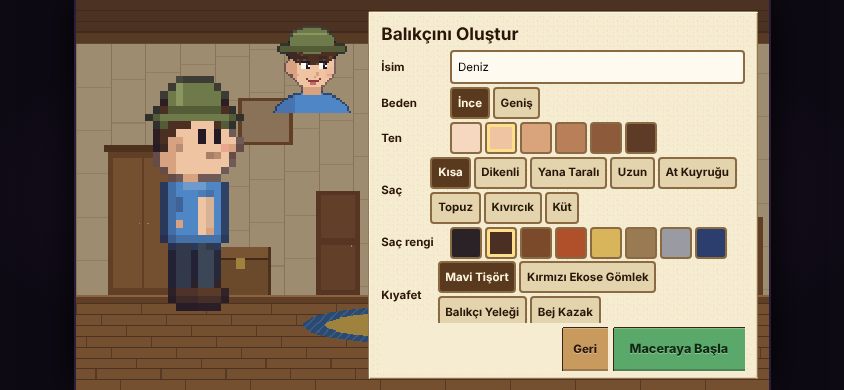 Balıkçını Oluştur
İsim
Deniz
Beden
İnce Geniş
Ten
Saç
Kısa Dikenli Yana Taralı Uzun At Kuyruğu
Topuz Kıvırcık Küt
Saç rengi
Kıyafet
Mavi Tişört Kırmızı Ekose Gömlek
Balıkçı Yeleği Bej Kazak
Geri Maceraya Başla